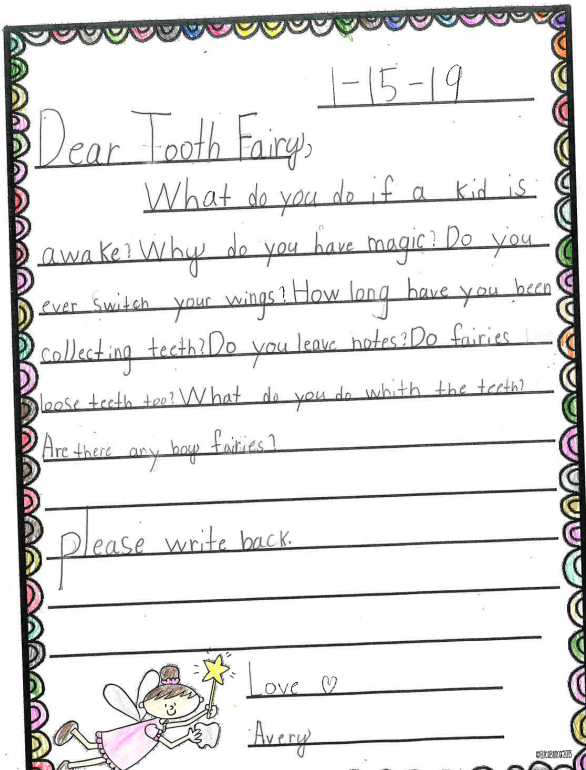 1-15-19
Dear Tooth Fairy,
What do you do if a kid is
awake? Why do you have magic? Do you
ever switch your wings? How long have you been
collecting teeth? Do you leave notes? Do fairies
loose teeth too? What do you do whith the teeth?
Are there any boy fairies?
please write back.
Love ♡
Avery